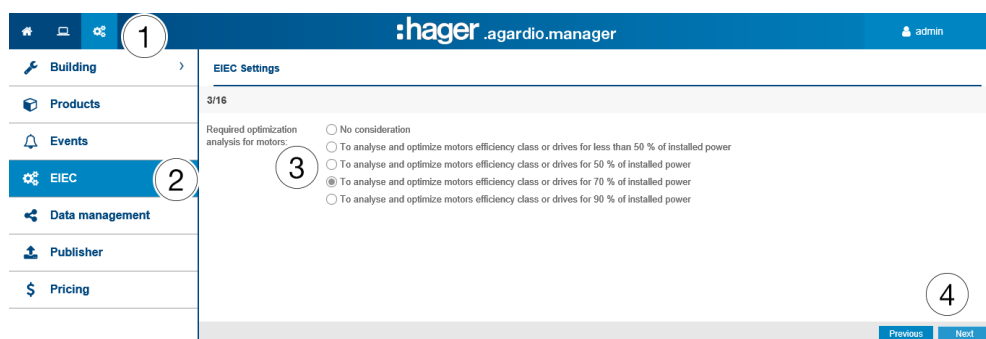 1
:hager .agardio.manager
admin
Building
EIEC Settings
Products
3/16
Events
Required optimization
analysis for motors:
No consideration
To analyse and optimize motors efficiency class or drives for less than 50 % of installed power
3
To analyse and optimize motors efficiency class or drives for 50 % of installed power
EIEC
2
To analyse and optimize motors efficiency class or drives for 70 % of installed power
To analyse and optimize motors efficiency class or drives for 90 % of installed power
Data management
Publisher
Pricing
4
Previous
Next